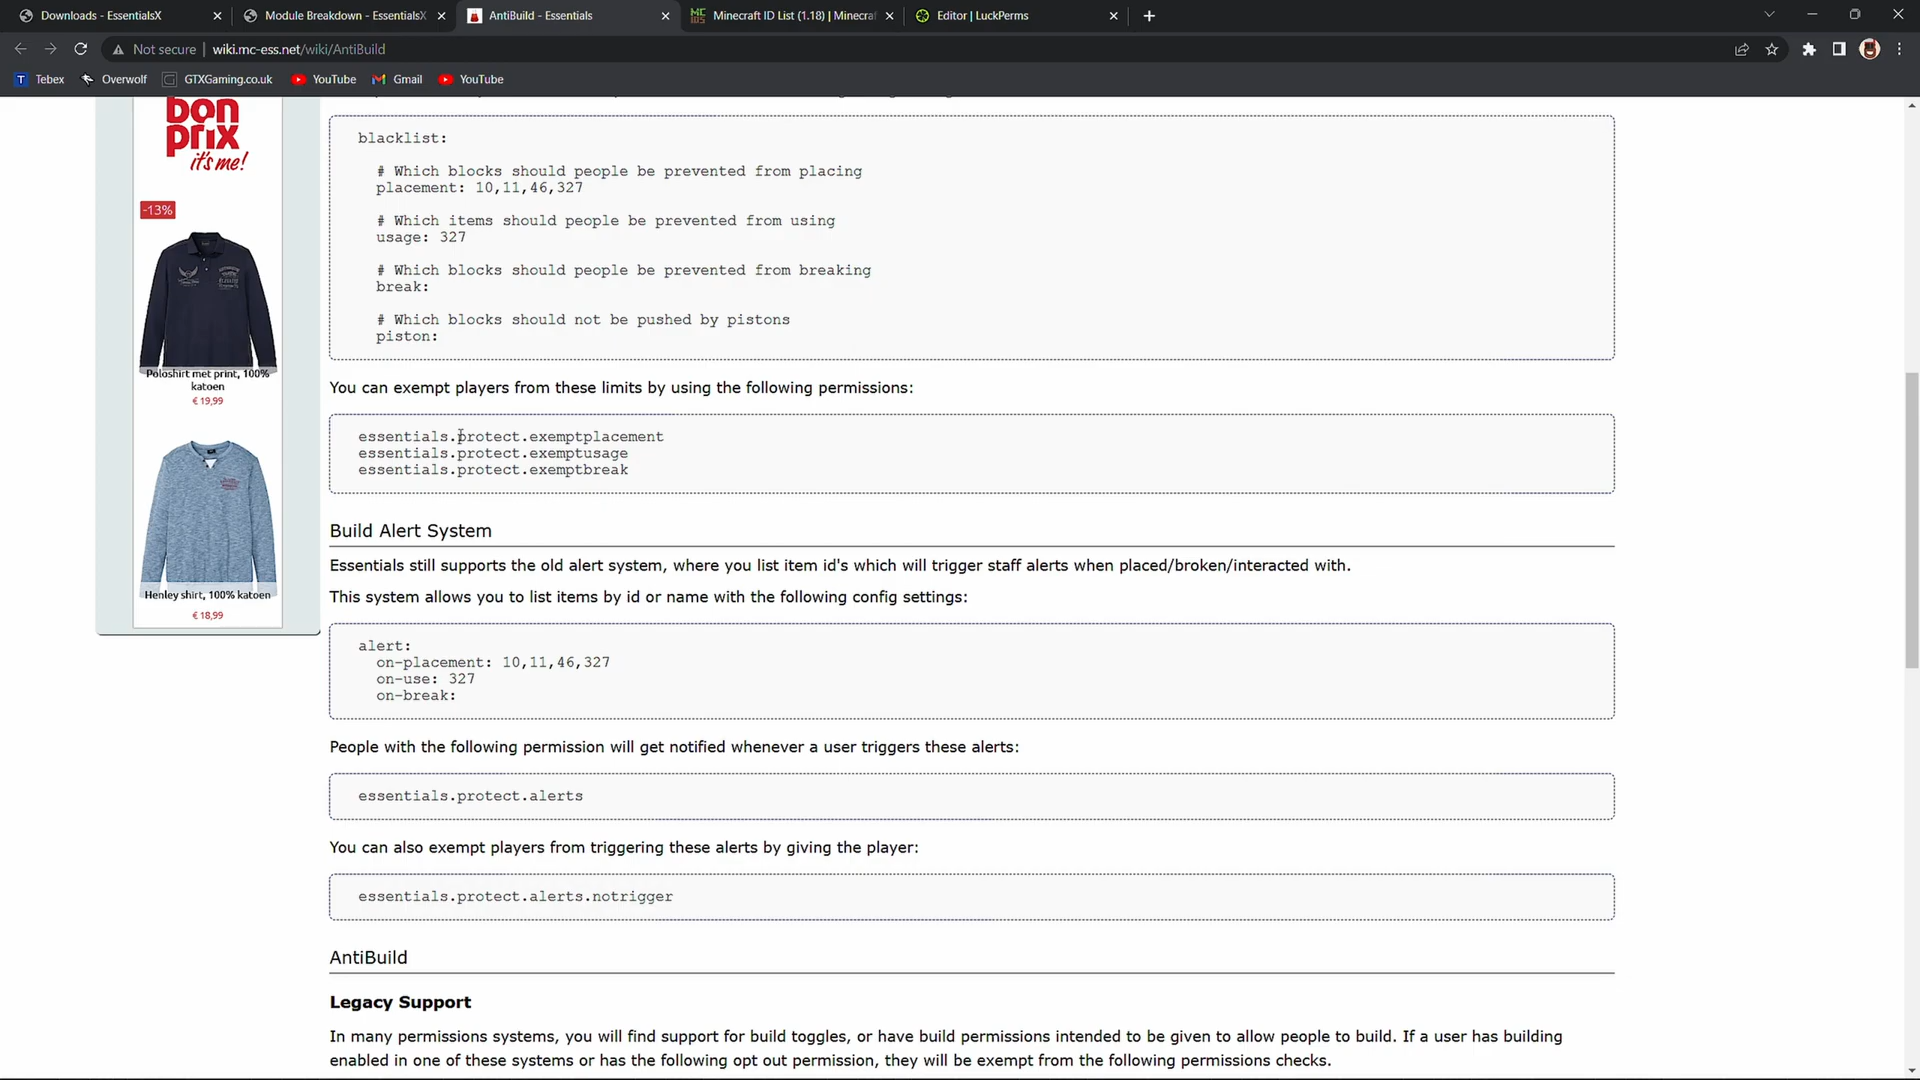 Downloads - EssentialsX
Module Breakdown - EssentialsX
AntiBuild - Essentials
Minecraft ID List (1.18) | Minecraf
Editor | LuckPerms
Not secure
wiki.mc-ess.net/wiki/AntiBuild
Tebex
Overwolf
GTXGaming.co.uk
YouTube
Gmail
YouTube
bon
prix
it's me!
-13%
Poloshirt met print, 100%
katoen
€ 19,99
Henley shirt, 100% katoen
€ 18,99
blacklist:
# Which blocks should people be prevented from placing
placement: 10,11,46,327
# Which items should people be prevented from using
usage: 327
# Which blocks should people be prevented from breaking
break:
# Which blocks should not be pushed by pistons
piston:
You can exempt players from these limits by using the following permissions:
essentials.protect.exemptplacement
essentials.protect.exemptusage
essentials.protect.exemptbreak
Build Alert System
Essentials still supports the old alert system, where you list item id's which will trigger staff alerts when placed/broken/interacted with.
This system allows you to list items by id or name with the following config settings:
alert:
on-placement: 10,11,46,327
on-use: 327
on-break:
People with the following permission will get notified whenever a user triggers these alerts:
essentials.protect.alerts
You can also exempt players from triggering these alerts by giving the player:
essentials.protect.alerts.notrigger
AntiBuild
Legacy Support
In many permissions systems, you will find support for build toggles, or have build permissions intended to be given to allow people to build. If a user has building
enabled in one of these systems or has the following opt out permission, they will be exempt from the following permissions checks.